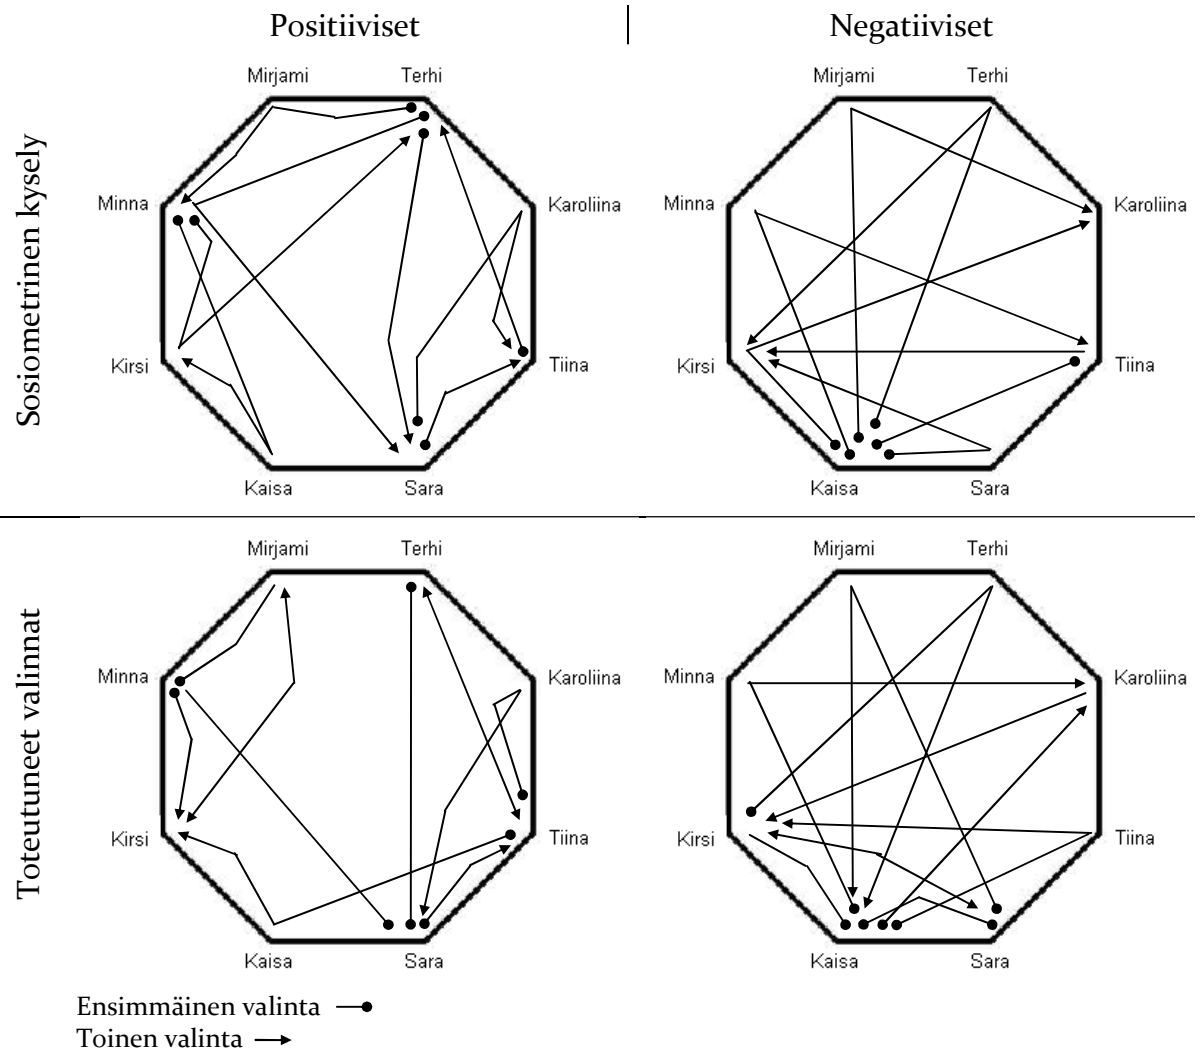 Positiiviset
Negatiiviset
Sosiometrinen kysely
Mirjami Terhi
Minna Karoliina
Kirsi Tiina
Kaisa Sara
Mirjami Terhi
Minna Karoliina
Kirsi Tiina
Kaisa Sara
Toteutuneet valinnat
Mirjami Terhi
Minna Karoliina
Kirsi Tiina
Kaisa Sara
Mirjami Terhi
Minna Karoliina
Kirsi Tiina
Kaisa Sara
Ensimmäinen valinta
Toinen valinta